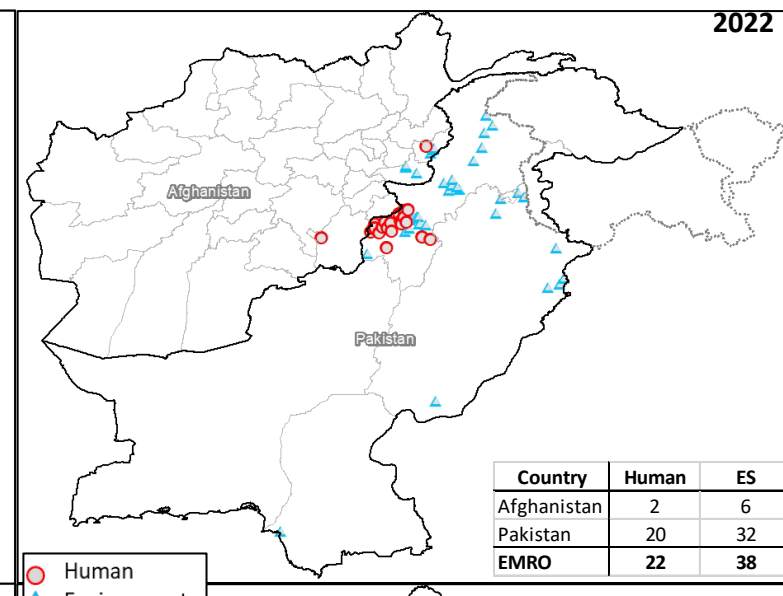 2022
Afghanistan
Pakistan
Country Human ES
Afghanistan 2 6
Pakistan 20 32
EMRO 22 38
Human